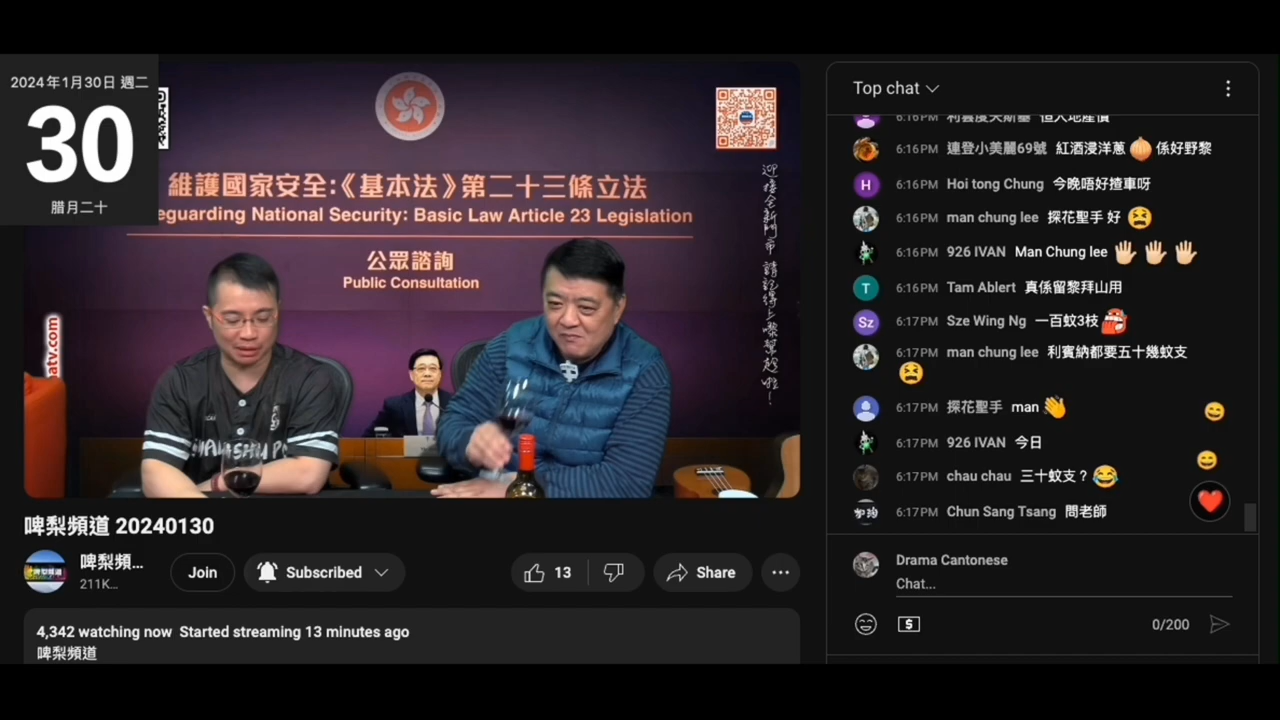 2024年1月30日 週二
30
腊月二十
維護國家安全:《基本法》第二十三條立法
eguarding National Security: Basic Law Article 23 Legislation
公眾諮詢
Public Consultation
atv.com
啤梨頻道 20240130
啤梨頻...
211K...
Join
Subscribed
13
Share
4,342 watching now Started streaming 13 minutes ago
啤梨頻道
Top chat
6:16PM
6:16PM 連登小美麗69號 紅酒浸洋蔥 🧅 係好野黎
H
6:16PM Hoi tong Chung 今晚唔好揸車呀
6:16PM man chung lee 探花聖手 好 😫
6:16PM 926 IVAN Man Chung lee 🖐🏻 🖐🏻 🖐🏻
T
6:16PM Tam Ablert 真係留黎拜山用
Sz
6:17PM Sze Wing Ng 一百蚊3枝
6:17PM man chung lee 利賓納都要五十幾蚊支
😫
6:17PM 探花聖手 man 👋
6:17PM 926 IVAN 今日
6:17PM chau chau 三十蚊支？😂
6:17PM Chun Sang Tsang 問老師
Drama Cantonese
Chat...
0/200